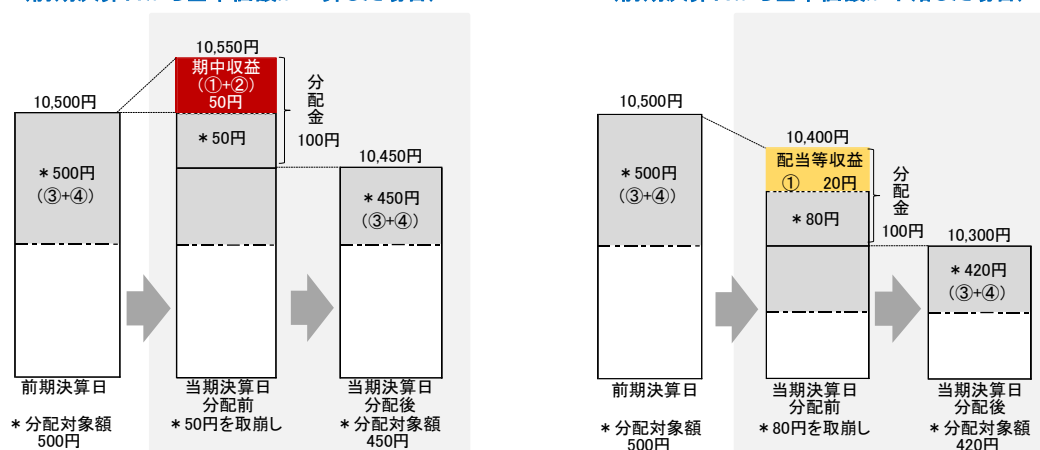 10,550円
期中収益
(①+②)
50円
分配金
100円
10,500円
*50円
*500円
(③+④)
10,450円
*450円
(③+④)
前期決算日
当期決算日
分配前
当期決算日
分配後
*分配対象額
500円
*50円を取崩し
*分配対象額
450円
10,500円
*500円
(③+④)
10,400円
配当等収益
① 20円
分配金
100円
*80円
10,300円
*420円
(③+④)
前期決算日
当期決算日
分配前
当期決算日
分配後
*分配対象額
500円
*80円を取崩し
*分配対象額
420円